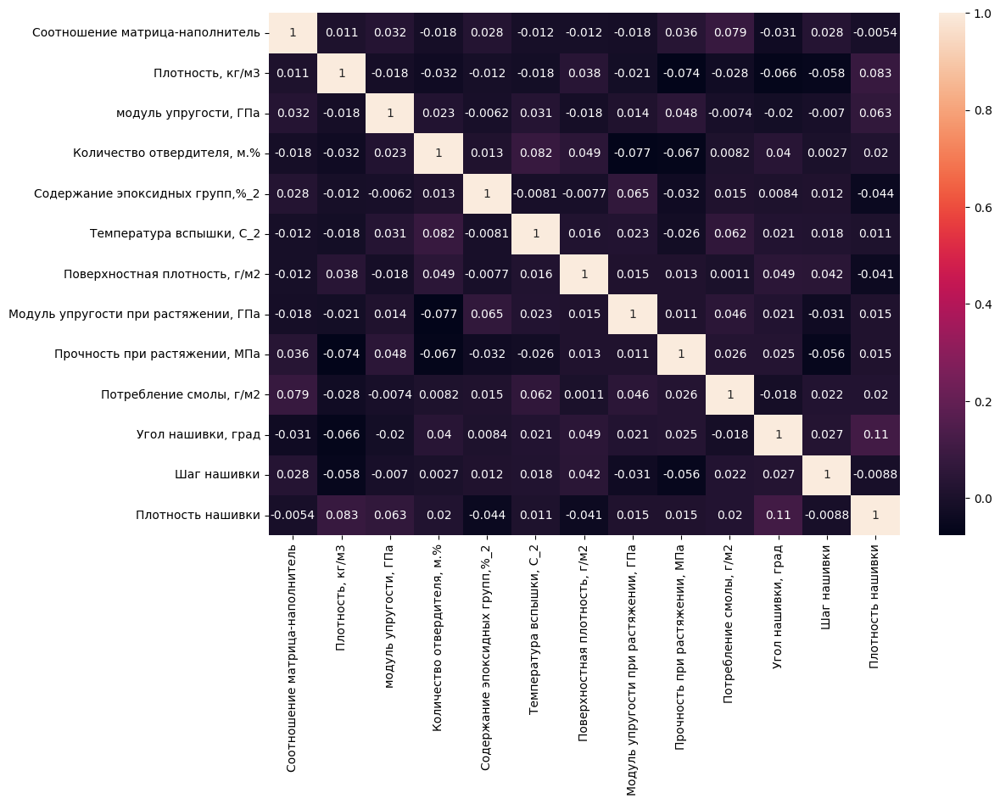 Соотношение матрица-наполнитель 1 0.011 0.032 -0.018 0.028 -0.012 -0.012 -0.018 0.036 0.079 -0.031 0.028 -0.0054
Плотность, кг/м3 0.011 1 -0.018 -0.032 -0.012 -0.018 0.038 -0.021 -0.074 -0.028 -0.066 -0.058 0.083
модуль упругости, ГПа 0.032 -0.018 1 0.023 -0.0062 0.031 -0.018 0.014 0.048 -0.0074 -0.02 -0.007 0.063
Количество отвердителя, м.% -0.018 -0.032 0.023 1 0.013 0.082 0.049 -0.077 -0.067 0.0082 0.04 0.0027 0.02
Содержание эпоксидных групп,%_2 0.028 -0.012 -0.0062 0.013 1 -0.0081 -0.0077 0.065 -0.032 0.015 0.0084 0.012 -0.044
Температура вспышки, С_2 -0.012 -0.018 0.031 0.082 -0.0081 1 0.016 0.023 -0.026 0.062 0.021 0.018 0.011
Поверхностная плотность, г/м2 -0.012 0.038 -0.018 0.049 -0.0077 0.016 1 0.015 0.013 0.0011 0.049 0.042 -0.041
Модуль упругости при растяжении, ГПа -0.018 -0.021 0.014 -0.077 0.065 0.023 0.015 1 0.011 0.046 0.021 -0.031 0.015
Прочность при растяжении, МПа 0.036 -0.074 0.048 -0.067 -0.032 -0.026 0.013 0.011 1 0.026 0.025 -0.056 0.015
Потребление смолы, г/м2 0.079 -0.028 -0.0074 0.0082 0.015 0.062 0.0011 0.046 0.026 1 -0.018 0.022 0.02
Угол нашивки, град -0.031 -0.066 -0.02 0.04 0.0084 0.021 0.049 0.021 0.025 -0.018 1 0.027 0.11
Шаг нашивки 0.028 -0.058 -0.007 0.0027 0.012 0.018 0.042 -0.031 -0.056 0.022 0.027 1 -0.0088
Плотность нашивки -0.0054 0.083 0.063 0.02 -0.044 0.011 -0.041 0.015 0.015 0.02 0.11 -0.0088 1
Соотношение матрица-наполнитель
Плотность, кг/м3
модуль упругости, ГПа
Количество отвердителя, м.%
Содержание эпоксидных групп,%_2
Температура вспышки, С_2
Поверхностная плотность, г/м2
Модуль упругости при растяжении, ГПа
Прочность при растяжении, МПа
Потребление смолы, г/м2
Угол нашивки, град
Шаг нашивки
Плотность нашивки
1.0
0.8
0.6
0.4
0.2
0.0